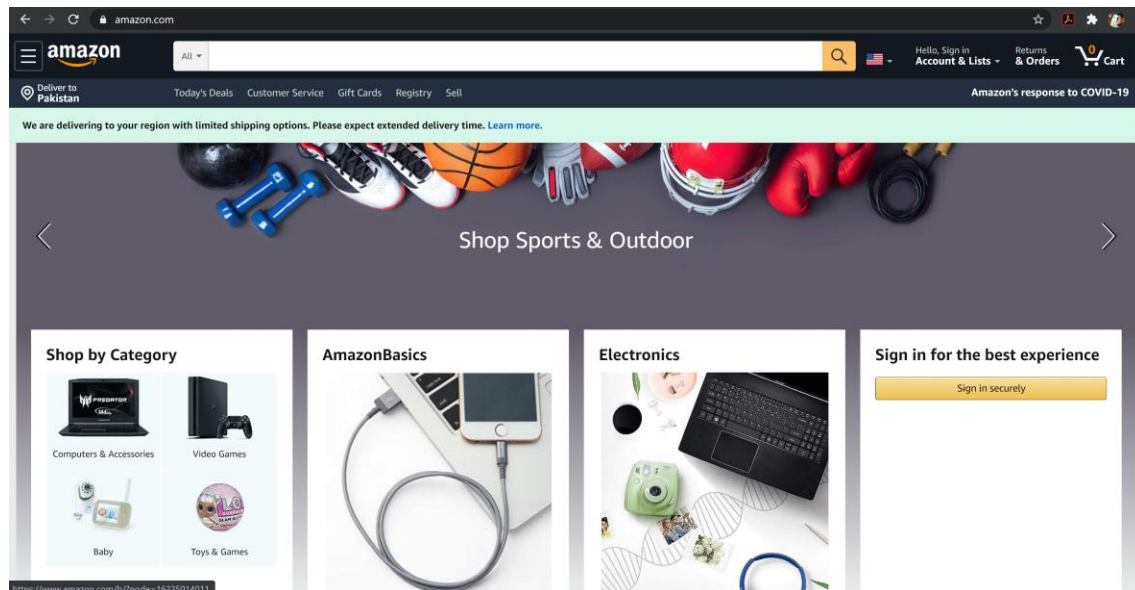 amazon.com
amazon
All
Hello, Sign in
Account & Lists
Returns
& Orders
0
Cart
Deliver to
Pakistan
Today's Deals Customer Service Gift Cards Registry Sell
Amazon's response to COVID-19
We are delivering to your region with limited shipping options. Please expect extended delivery time. Learn more.
Shop Sports & Outdoor
Shop by Category
PREDATOR
Computers & Accessories
Video Games
Baby
Toys & Games
AmazonBasics
Electronics
Sign in for the best experience
Sign in securely